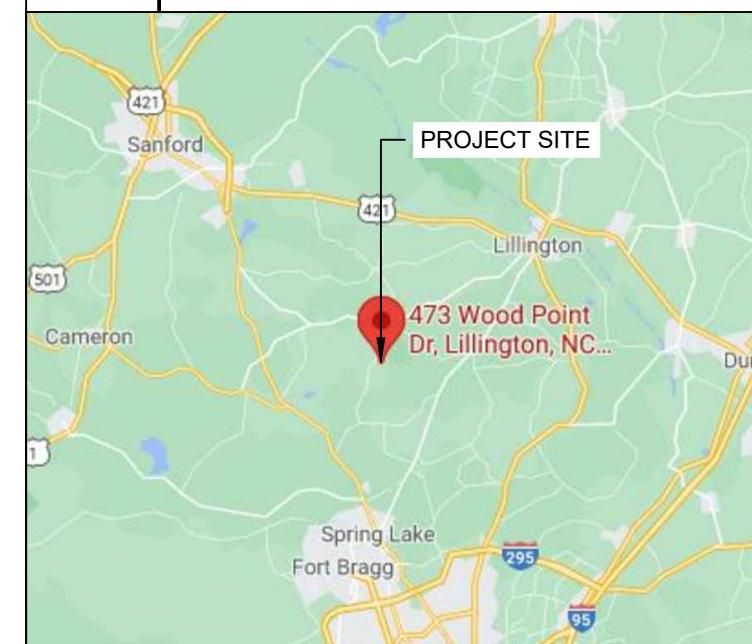 421
Sanford
PROJECT SITE
421
Lillington
501
473 Wood Point
Dr, Lillington, NC...
Cameron
Du
1
Spring Lake
Fort Bragg
295
95